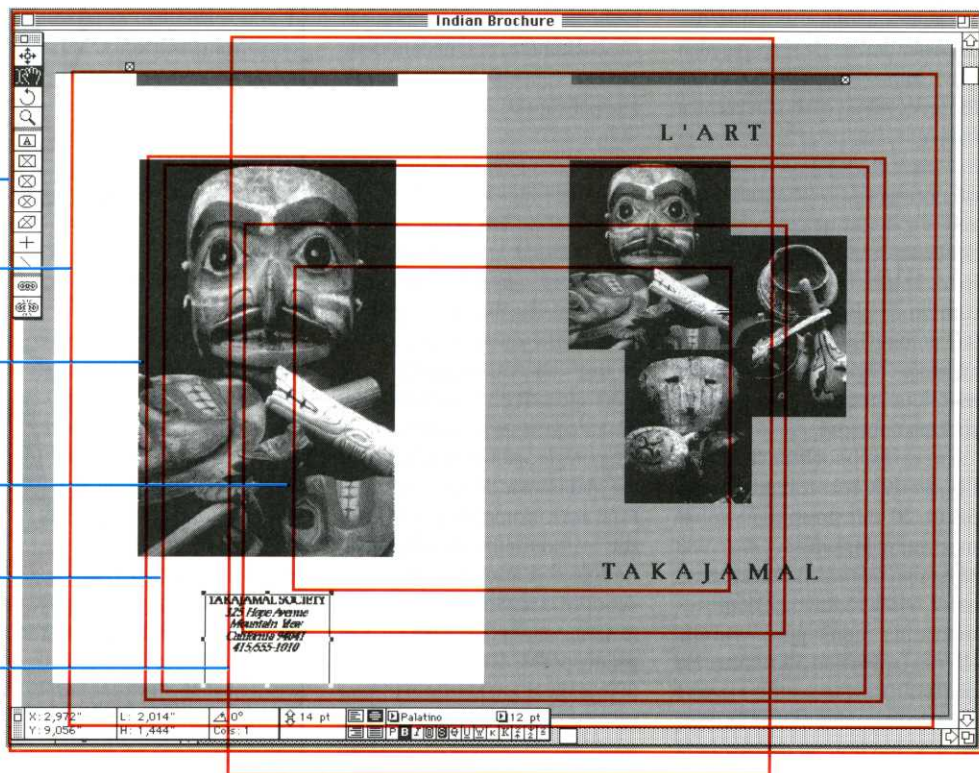 Indian Brochure
L'ART
TAKAJAMAL
TAKAJAMAL SOCIETY
325 Hope Avenue
Mountain View
California 94041
415,555-1010
X: 2,972" L: 2,014" 0° 14 pt Palatino 12 pt
Y: 9,056" H: 1,444" Cols: 1 P B I